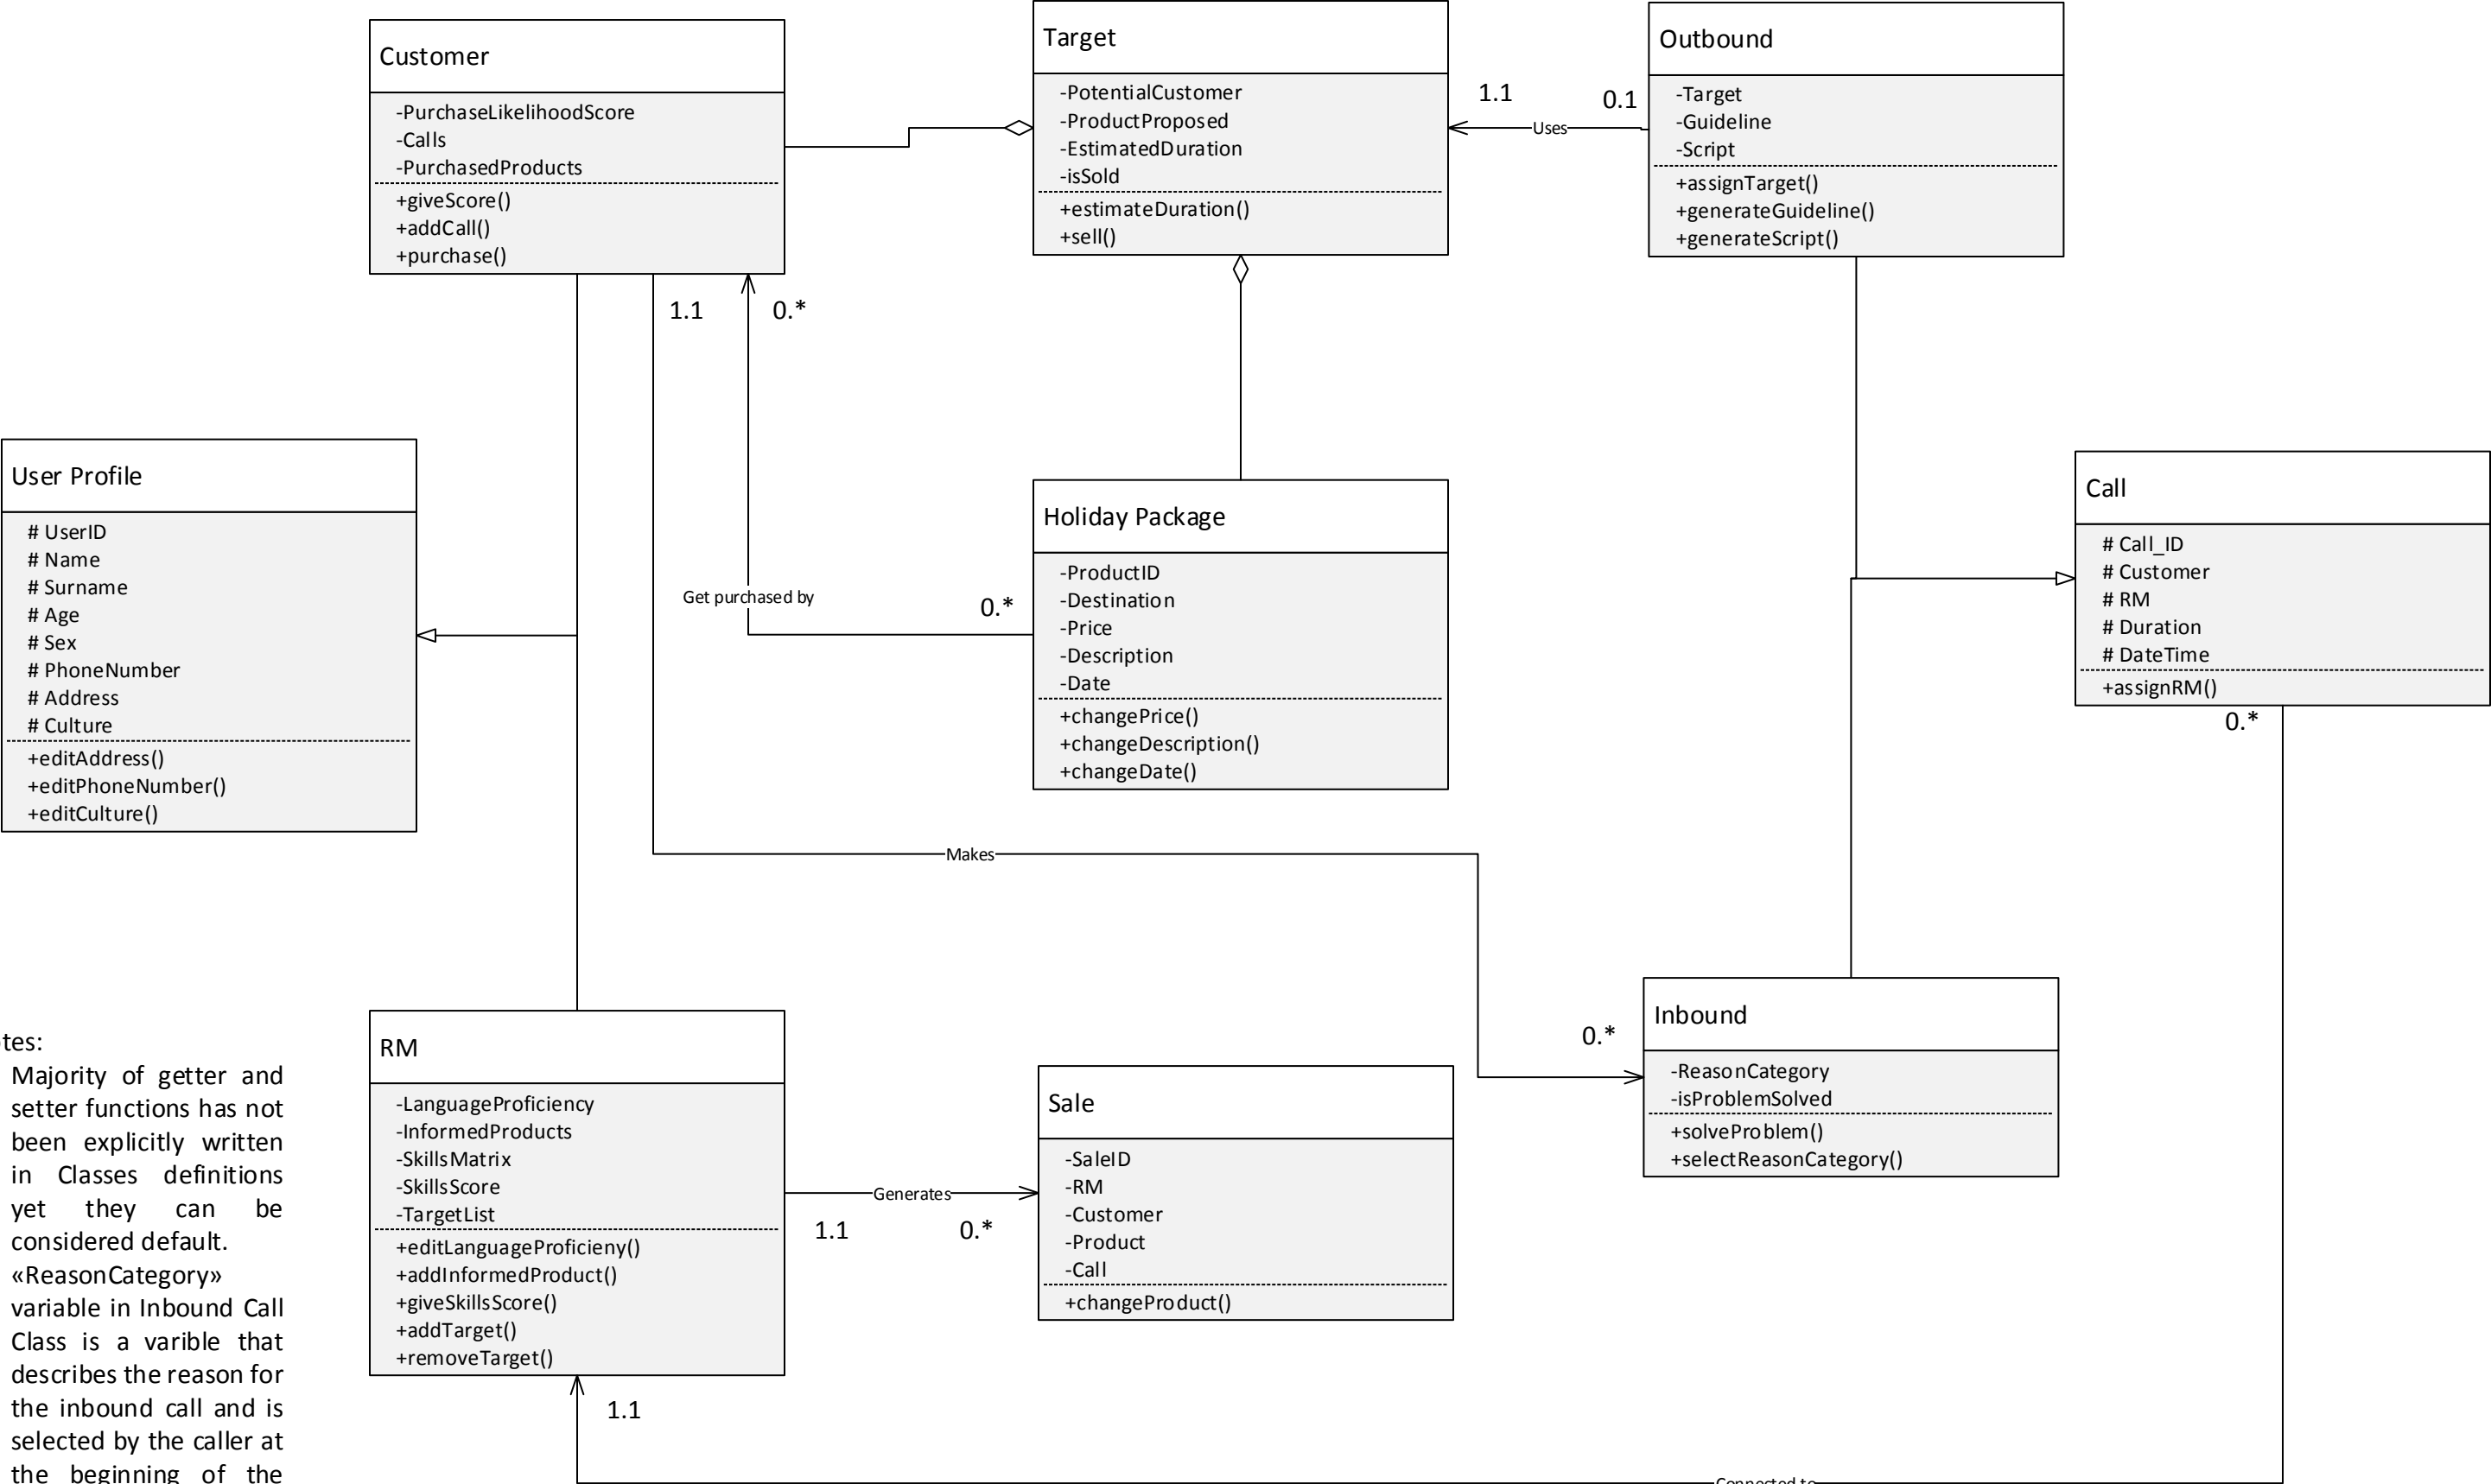 Customer
-PurchaseLikelihoodScore
-Calls
-PurchasedProducts
+giveScore()
+addCall()
+purchase()
Target
-PotentialCustomer
-ProductProposed
-EstimatedDuration
-isSold
+estimateDuration()
+sell()
1.1
0.1
Uses
Outbound
-Target
-Guideline
-Script
+assignTarget()
+generateGuideline()
+generateScript()
1.1
0.*
User Profile
# UserID
# Name
# Surname
# Age
# Sex
# PhoneNumber
# Address
# Culture
+editAddress()
+editPhoneNumber()
+editCulture()
Get purchased by
0.*
Holiday Package
-ProductID
-Destination
-Price
-Description
-Date
+changePrice()
+changeDescription()
+changeDate()
Call
# Call_ID
# Customer
# RM
# Duration
# DateTime
+assignRM()
0.*
Makes
0.*
Inbound
-ReasonCategory
-isProblemSolved
+solveProblem()
+selectReasonCategory()
RM
-LanguageProficiency
-InformedProducts
-SkillsMatrix
-SkillsScore
-TargetList
+editLanguageProficieny()
+addInformedProduct()
+giveSkillsScore()
+addTarget()
+removeTarget()
Generates
1.1
0.*
Sale
-SaleID
-RM
-Customer
-Product
-Call
+changeProduct()
1.1
Connected to
tes:
Majority of getter and
setter functions has not
been explicitly written
in Classes definitions
yet they can be
considered default.
«ReasonCategory»
variable in Inbound Call
Class is a varible that
describes the reason for
the inbound call and is
selected by the caller at
the beginning of the